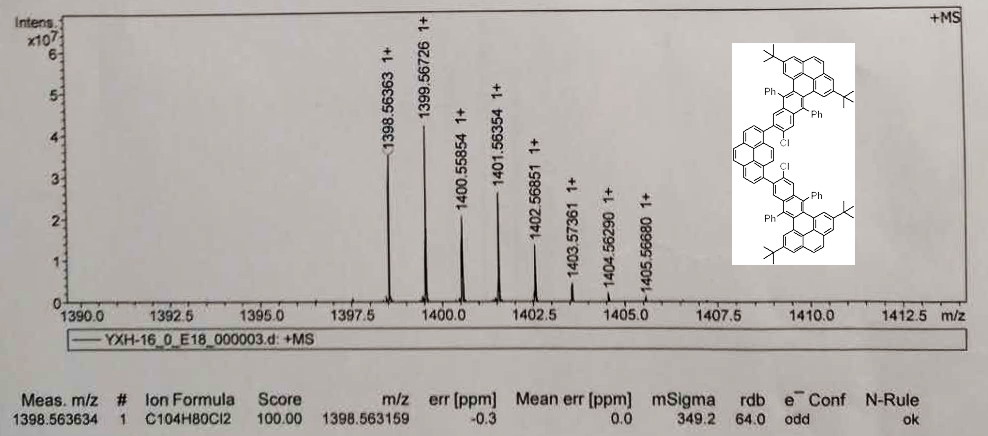 Intens.
x10⁷
+MS
6
5
4
3
2
1
0
1398.56363 1+
1399.56726 1+
1400.55854 1+
1401.56354 1+
1402.56851 1+
1403.57361 1+
1404.56290 1+
1405.56680 1+
Ph
Ph
Cl
Cl
Ph
Ph
1390.0 1392.5 1395.0 1397.5 1400.0 1402.5 1405.0 1407.5 1410.0 1412.5 m/z
YXH-16_0_E18_000003.d: +MS
Meas. m/z # Ion Formula Score m/z err [ppm] Mean err [ppm] mSigma rdb e⁻ Conf N-Rule
1398.563634 1 C104H80Cl2 100.00 1398.563159 -0.3 0.0 349.2 64.0 odd ok